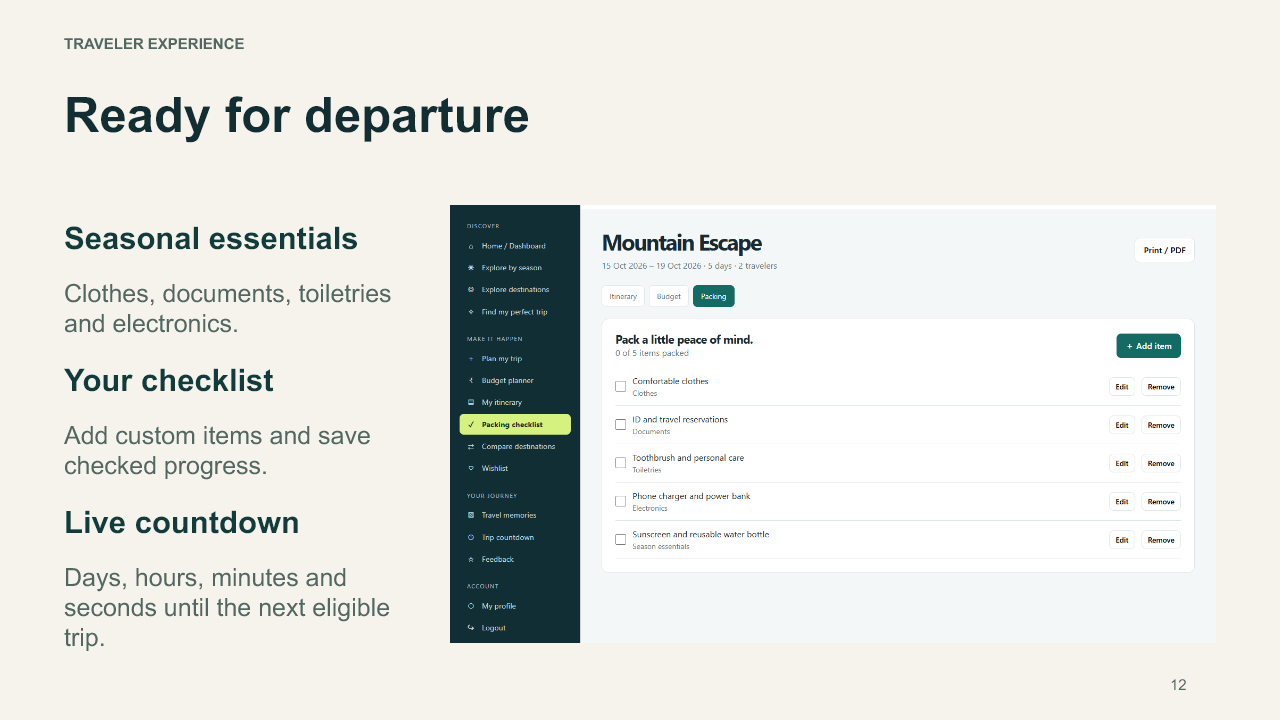 TRAVELER EXPERIENCE
Ready for departure
Seasonal essentials
Clothes, documents, toiletries
and electronics.
Your checklist
Add custom items and save
checked progress.
Live countdown
Days, hours, minutes and
seconds until the next eligible
trip.
DISCOVER
Home / Dashboard
Explore by season
Explore destinations
Find my perfect trip
MAKE IT HAPPEN
Plan my trip
Budget planner
My itinerary
Packing checklist
Compare destinations
Wishlist
YOUR JOURNEY
Travel memories
Trip countdown
Feedback
ACCOUNT
My profile
Logout
Mountain Escape
Print / PDF
15 Oct 2026 – 19 Oct 2026 · 5 days · 2 travelers
Itinerary Budget Packing
Pack a little peace of mind.
+ Add item
0 of 5 items packed
Comfortable clothes
Clothes
Edit Remove
ID and travel reservations
Documents
Edit Remove
Toothbrush and personal care
Toiletries
Edit Remove
Phone charger and power bank
Electronics
Edit Remove
Sunscreen and reusable water bottle
Season essentials
Edit Remove
12